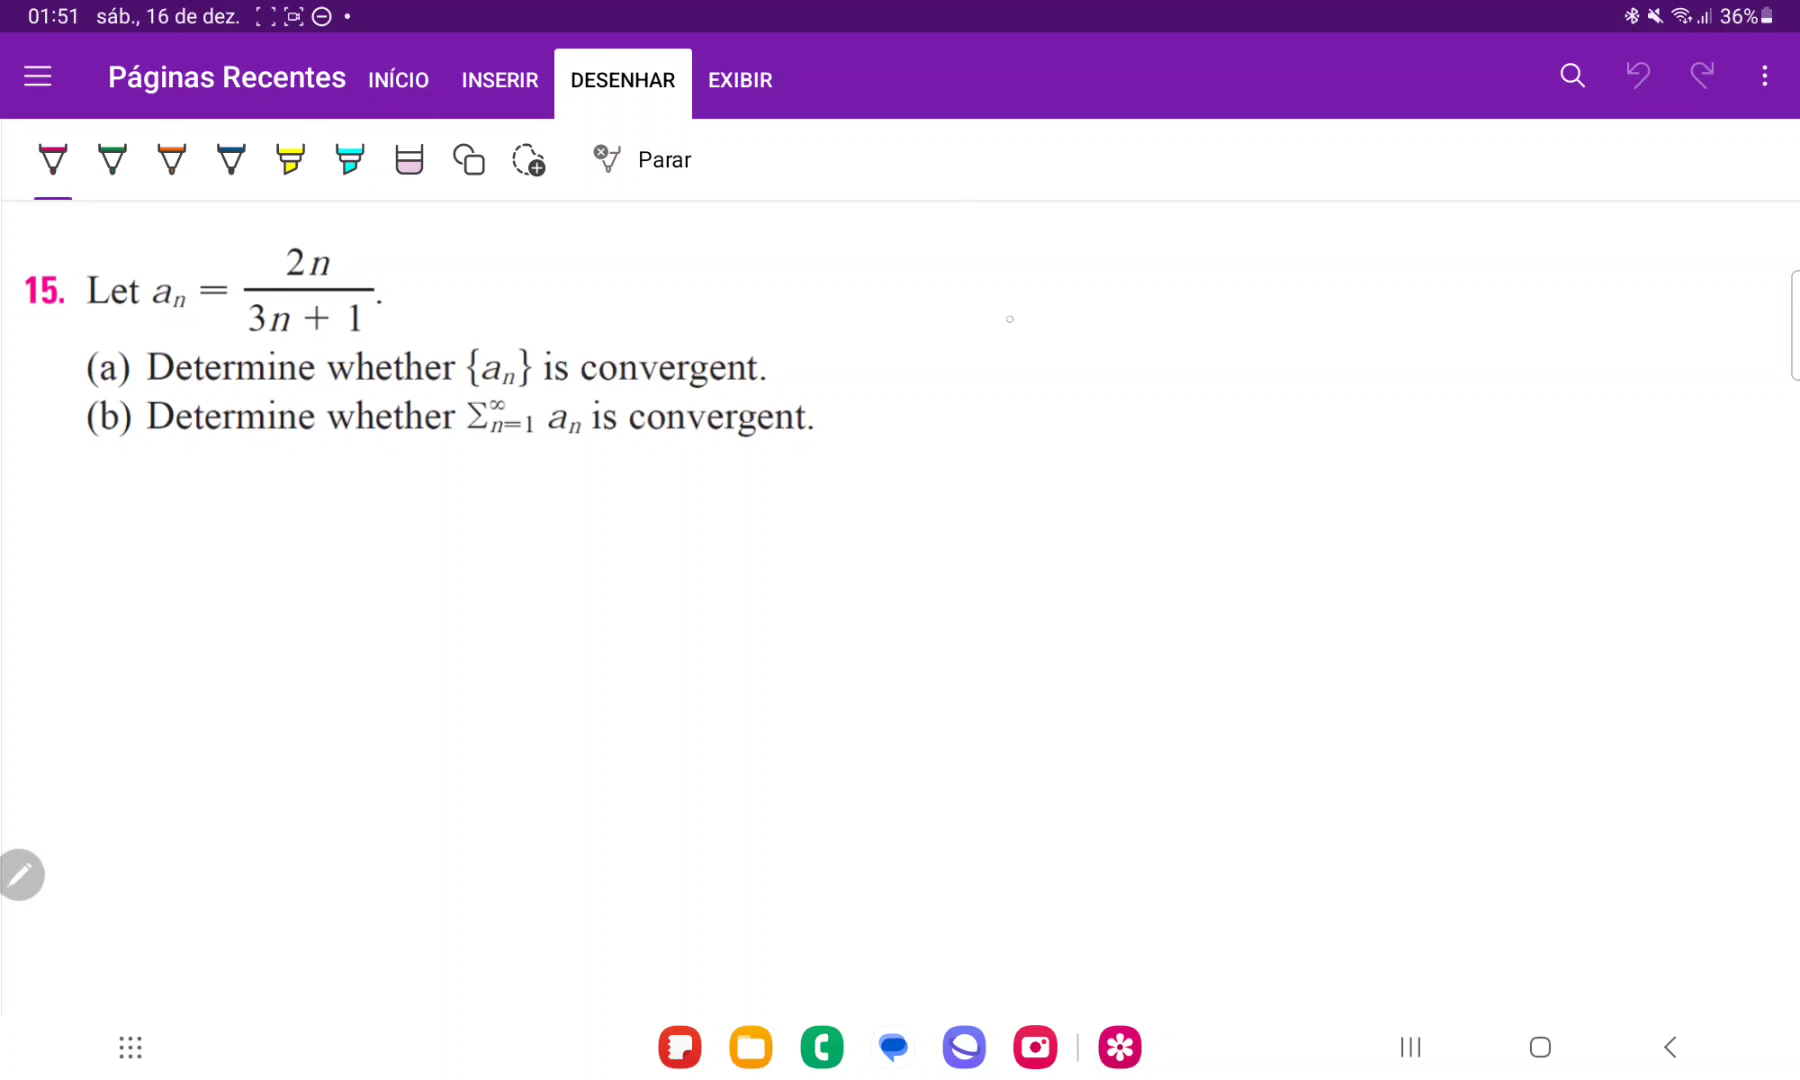 01:51 sáb., 16 de dez.
36%
Páginas Recentes INÍCIO INSERIR DESENHAR EXIBIR
Parar
15. Let aₙ = 2n / (3n + 1).
(a) Determine whether {aₙ} is convergent.
(b) Determine whether Σ∞n=1 aₙ is convergent.